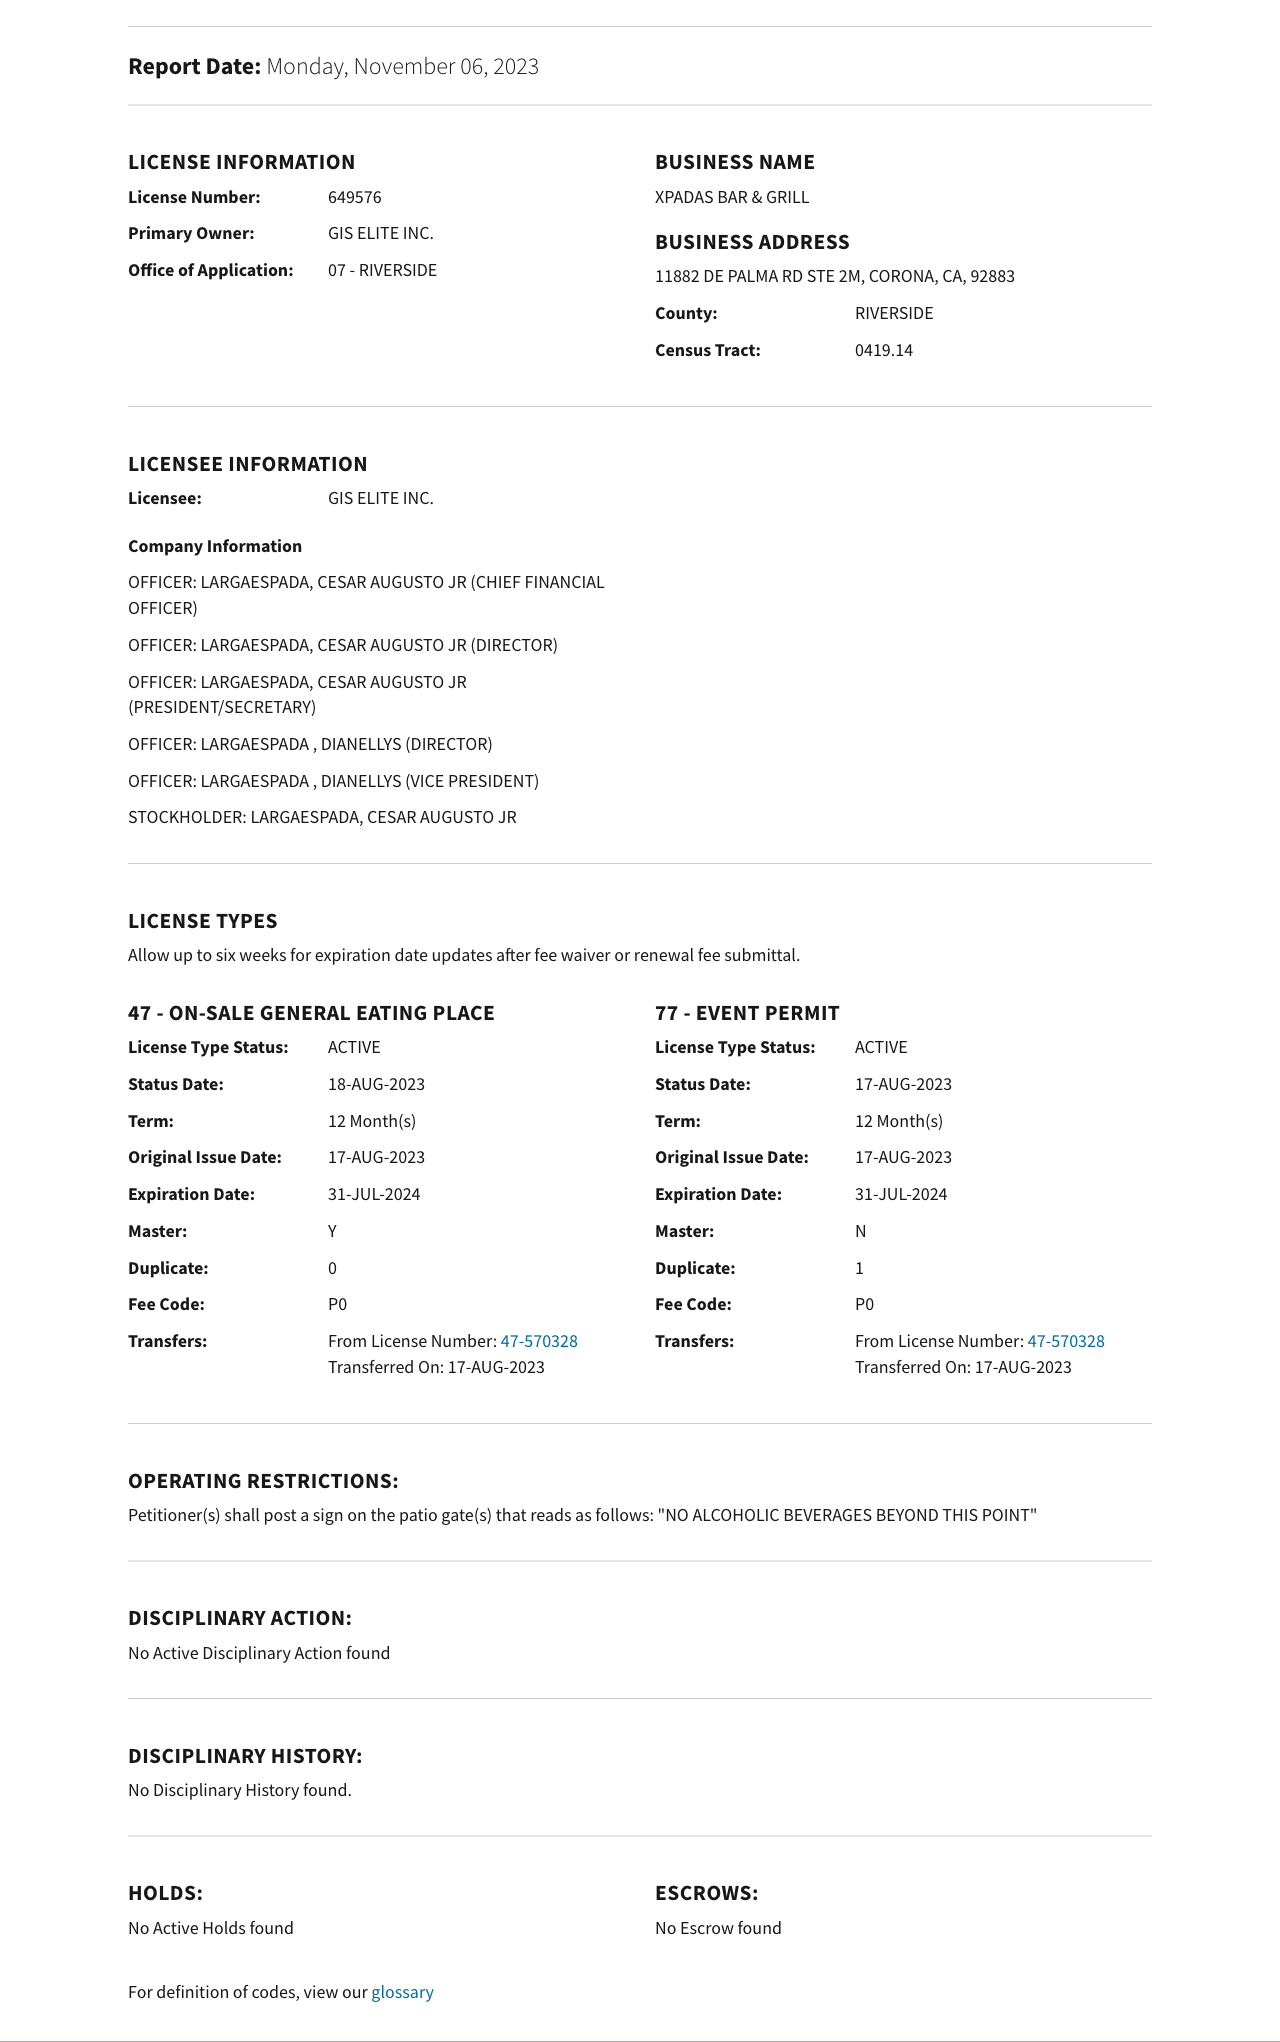 Report Date: Monday, November 06, 2023
LICENSE INFORMATION
License Number: 649576
Primary Owner: GIS ELITE INC.
Office of Application: 07 - RIVERSIDE
BUSINESS NAME
XPADAS BAR & GRILL
BUSINESS ADDRESS
11882 DE PALMA RD STE 2M, CORONA, CA, 92883
County: RIVERSIDE
Census Tract: 0419.14
LICENSEE INFORMATION
Licensee: GIS ELITE INC.
Company Information
OFFICER: LARGAESPADA, CESAR AUGUSTO JR (CHIEF FINANCIAL
OFFICER)
OFFICER: LARGAESPADA, CESAR AUGUSTO JR (DIRECTOR)
OFFICER: LARGAESPADA, CESAR AUGUSTO JR
(PRESIDENT/SECRETARY)
OFFICER: LARGAESPADA , DIANELLYS (DIRECTOR)
OFFICER: LARGAESPADA , DIANELLYS (VICE PRESIDENT)
STOCKHOLDER: LARGAESPADA, CESAR AUGUSTO JR
LICENSE TYPES
Allow up to six weeks for expiration date updates after fee waiver or renewal fee submittal.
47 - ON-SALE GENERAL EATING PLACE
License Type Status: ACTIVE
Status Date: 18-AUG-2023
Term: 12 Month(s)
Original Issue Date: 17-AUG-2023
Expiration Date: 31-JUL-2024
Master: Y
Duplicate: 0
Fee Code: P0
Transfers: From License Number: 47-570328
Transferred On: 17-AUG-2023
77 - EVENT PERMIT
License Type Status: ACTIVE
Status Date: 17-AUG-2023
Term: 12 Month(s)
Original Issue Date: 17-AUG-2023
Expiration Date: 31-JUL-2024
Master: N
Duplicate: 1
Fee Code: P0
Transfers: From License Number: 47-570328
Transferred On: 17-AUG-2023
OPERATING RESTRICTIONS:
Petitioner(s) shall post a sign on the patio gate(s) that reads as follows: "NO ALCOHOLIC BEVERAGES BEYOND THIS POINT"
DISCIPLINARY ACTION:
No Active Disciplinary Action found
DISCIPLINARY HISTORY:
No Disciplinary History found.
HOLDS:
No Active Holds found
ESCROWS:
No Escrow found
For definition of codes, view our glossary